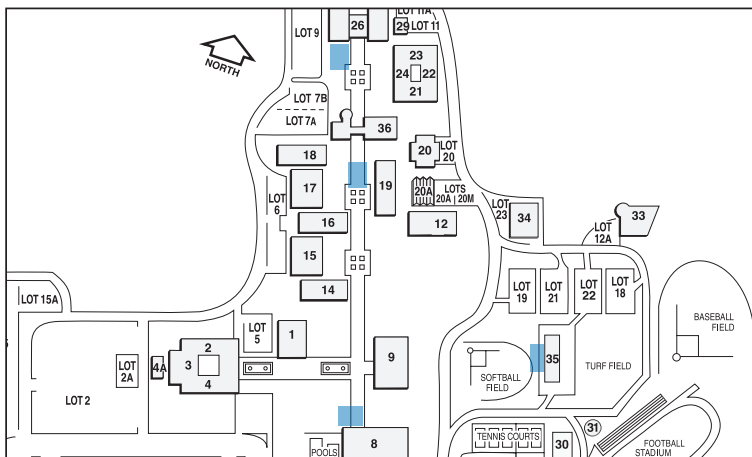 LOT 11A
LOT 9
26
29
LOT 11
NORTH
23
24
22
21
LOT 7B
LOT 7A
36
18
20
LOT
20
17
19
20A
LOTS
20A | 20M
LOT
6
LOT
23
34
33
16
12
LOT
12A
15
14
LOT
19
LOT
21
LOT
22
LOT
18
LOT 15A
LOT
5
1
BASEBALL
FIELD
2
3
4
4A
LOT
2A
9
35
TURF FIELD
SOFTBALL
FIELD
LOT 2
31
TENNIS COURTS
30
FOOTBALL
STADIUM
8
POOLS